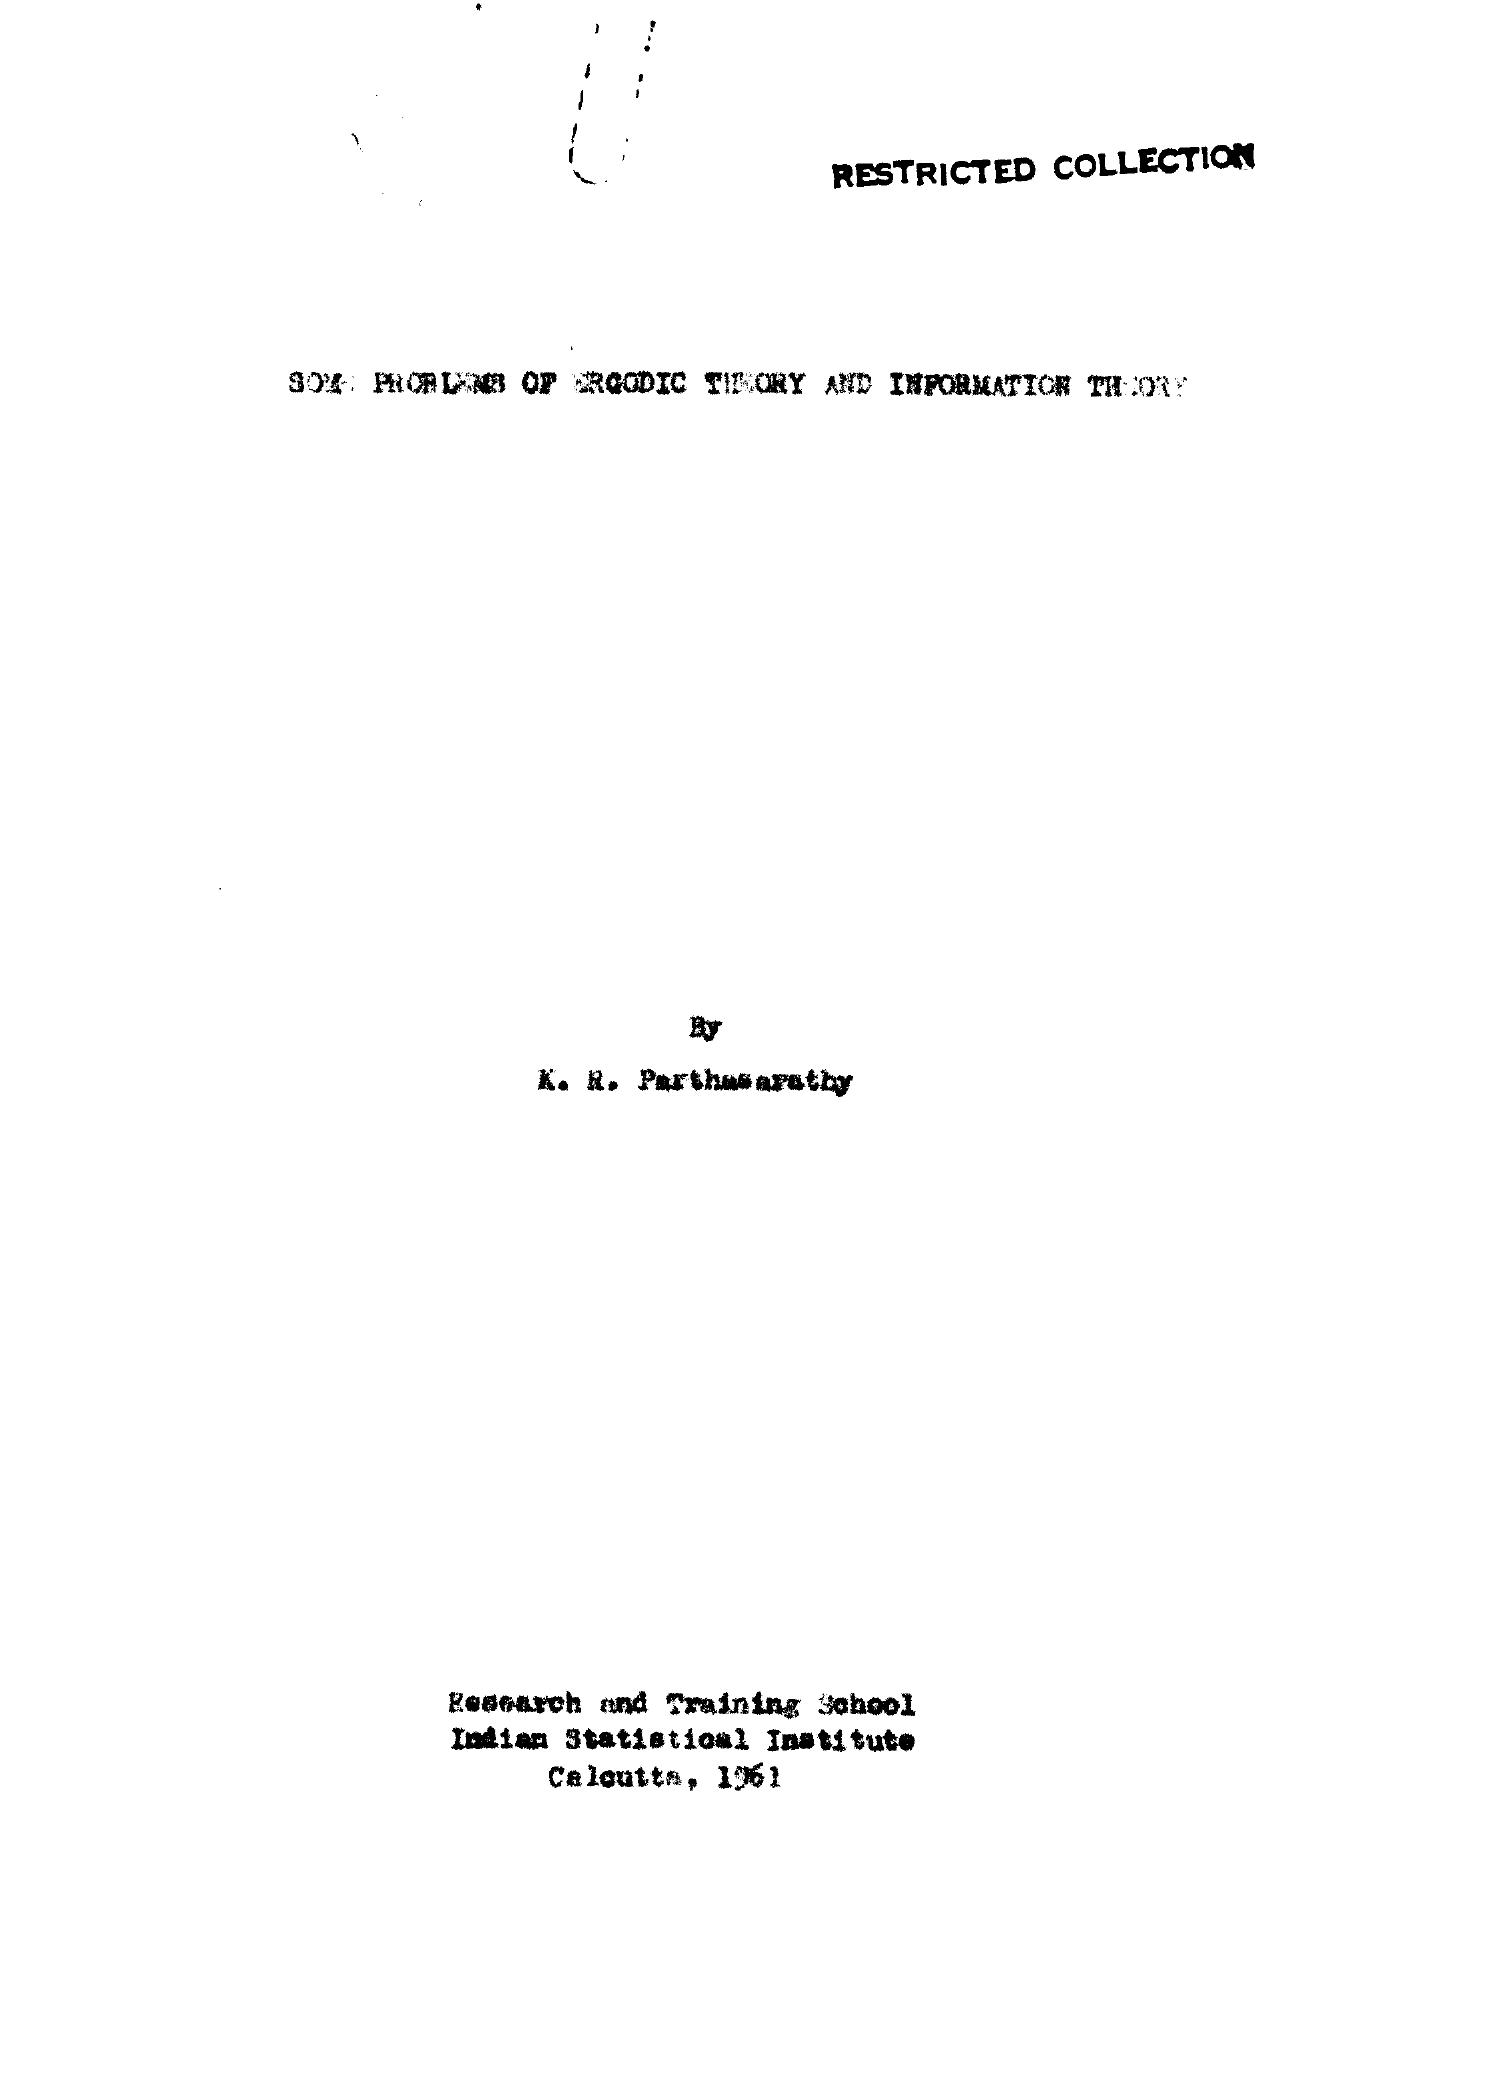 RESTRICTED COLLECTION
SOME PROBLEMS OF ERGODIC THEORY AND INFORMATION THEORY
By
K. R. Parthasarathy
Research and Training School
Indian Statistical Institute
Calcutta, 1961